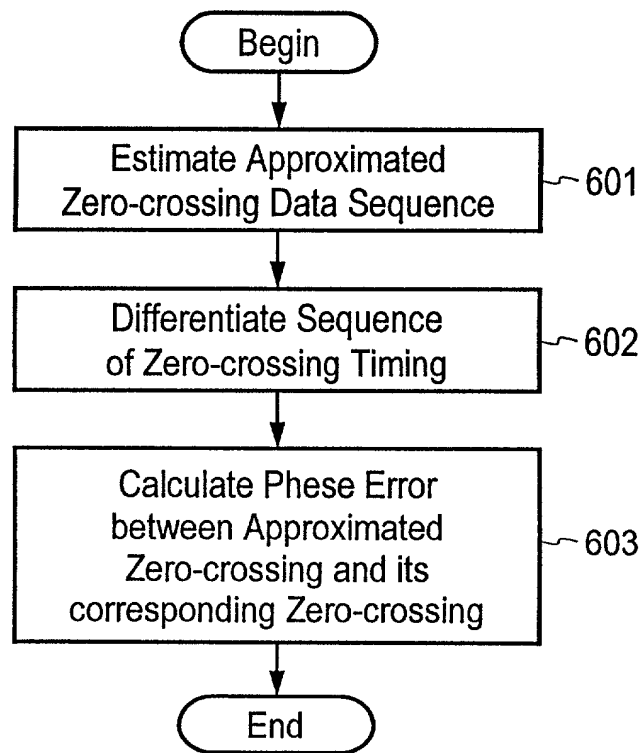 Begin
Estimate Approximated
Zero-crossing Data Sequence
601
Differentiate Sequence
of Zero-crossing Timing
602
Calculate Phese Error
between Approximated
Zero-crossing and its
corresponding Zero-crossing
603
End